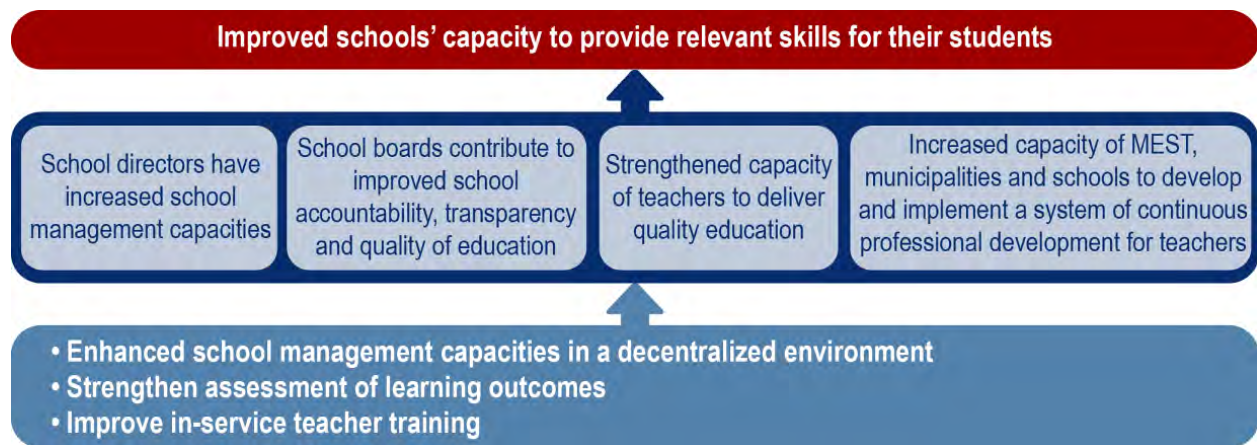 Improved schools’ capacity to provide relevant skills for their students
School directors have
increased school
management capacities
School boards contribute to
improved school
accountability, transparency
and quality of education
Strengthened capacity
of teachers to deliver
quality education
Increased capacity of MEST,
municipalities and schools to develop
and implement a system of continuous
professional development for teachers
• Enhanced school management capacities in a decentralized environment
• Strengthen assessment of learning outcomes
• Improve in-service teacher training